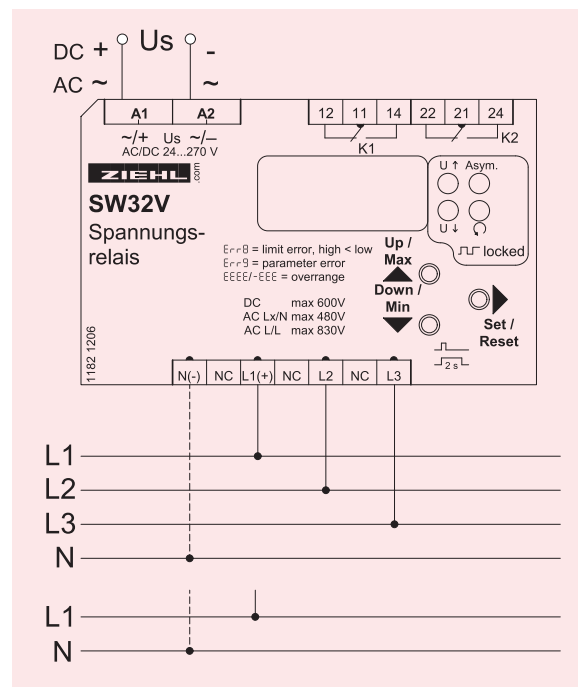 DC + Us -
AC ~ ~
A1 A2
~/+ Us ~/–
AC/DC 24...270 V
12 11 14 22 21 24
K1 K2
ZIEHL .com
SW32V
Spannungs-
relais
U ↑ Asym.
U ↓
locked
Err8 = limit error, high < low
Err9 = parameter error
EEEE/-EEE = overrange
DC max 600V
AC Lx/N max 480V
AC L/L max 830V
Up /
Max
Down /
Min
Set /
Reset
2 s
1182 1206
N(-) NC L1(+) NC L2 NC L3
L1
L2
L3
N
L1
N